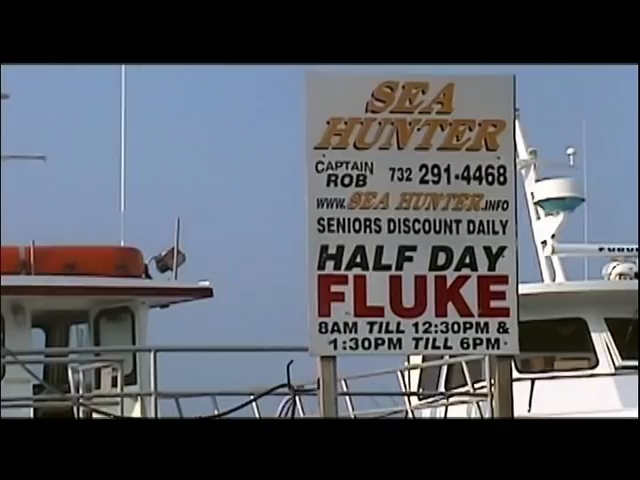 SEA
HUNTER
CAPTAIN ROB 732 291-4468
WWW.SEA HUNTER.INFO
SENIORS DISCOUNT DAILY
HALF DAY
FLUKE
8AM TILL 12:30PM &
1:30PM TILL 6PM